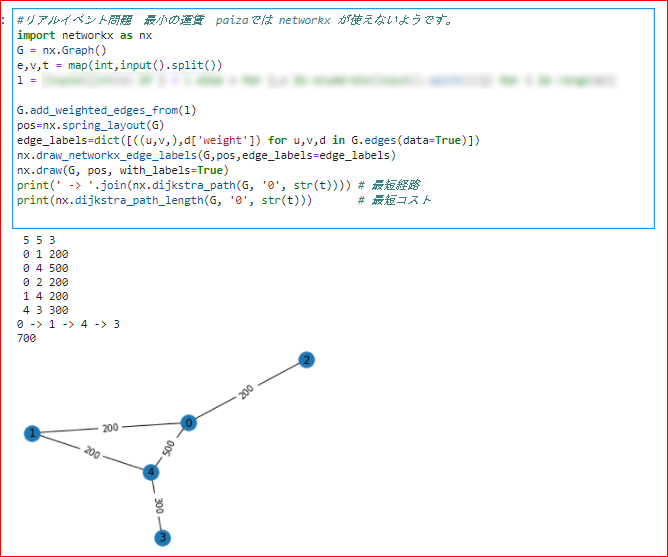 :
#リアルイベント問題 最小の運賃 paizaでは networkx が使えないようです。
import networkx as nx
G = nx.Graph()
e,v,t = map(int,input().split())
l =
G.add_weighted_edges_from(l)
pos=nx.spring_layout(G)
edge_labels=dict([((u,v,),d['weight']) for u,v,d in G.edges(data=True)])
nx.draw_networkx_edge_labels(G,pos,edge_labels=edge_labels)
nx.draw(G, pos, with_labels=True)
print(' -> '.join(nx.dijkstra_path(G, '0', str(t)))) # 最短経路
print(nx.dijkstra_path_length(G, '0', str(t))) # 最短コスト
5 5 3
0 1 200
0 4 500
0 2 200
1 4 200
4 3 300
0 -> 1 -> 4 -> 3
700
2
200
0
200
1
200
500
4
300
3